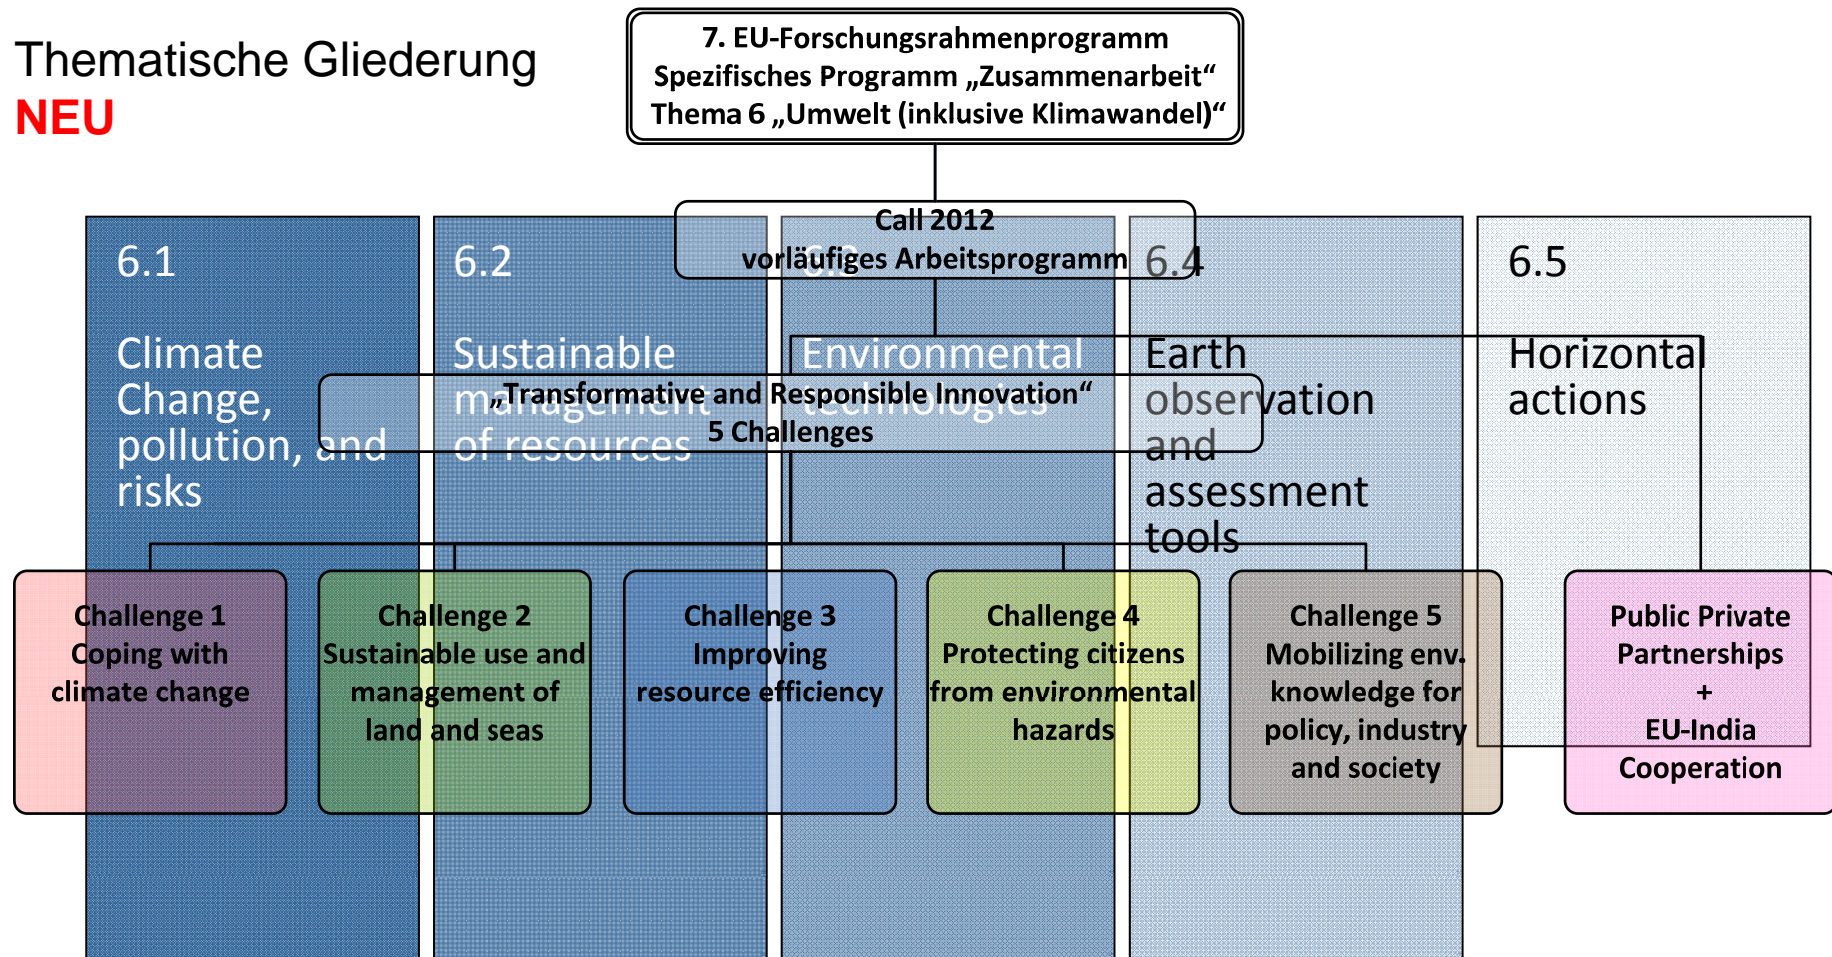 Thematische Gliederung
NEU
7. EU-Forschungsrahmenprogramm
Spezifisches Programm „Zusammenarbeit“
Thema 6 „Umwelt (inklusive Klimawandel)“
Call 2012
vorläufiges Arbeitsprogramm
6.1
Climate
Change,
pollution, and
risks
6.2
Sustainable
management
of resources
6.3
Environmental
technologies
6.4
Earth
observation
and
assessment
tools
6.5
Horizontal
actions
„Transformative and Responsible Innovation“
5 Challenges
Challenge 1
Coping with
climate change
Challenge 2
Sustainable use and
management of
land and seas
Challenge 3
Improving
resource efficiency
Challenge 4
Protecting citizens
from environmental
hazards
Challenge 5
Mobilizing env.
knowledge for
policy, industry
and society
Public Private
Partnerships
+
EU-India
Cooperation